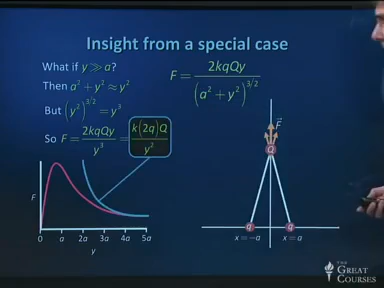 Insight from a special case
What if y ≫ a?
Then a² + y² ≈ y²
But (y²)^{3/2} = y³
So F = 2kqQy / y³ = k(2q)Q / y²
F = 2kqQy / (a² + y²)^{3/2}
F
0 a 2a 3a 4a 5a
y
F⃗
Q
q q
x = −a x = a
THE
GREAT
COURSES